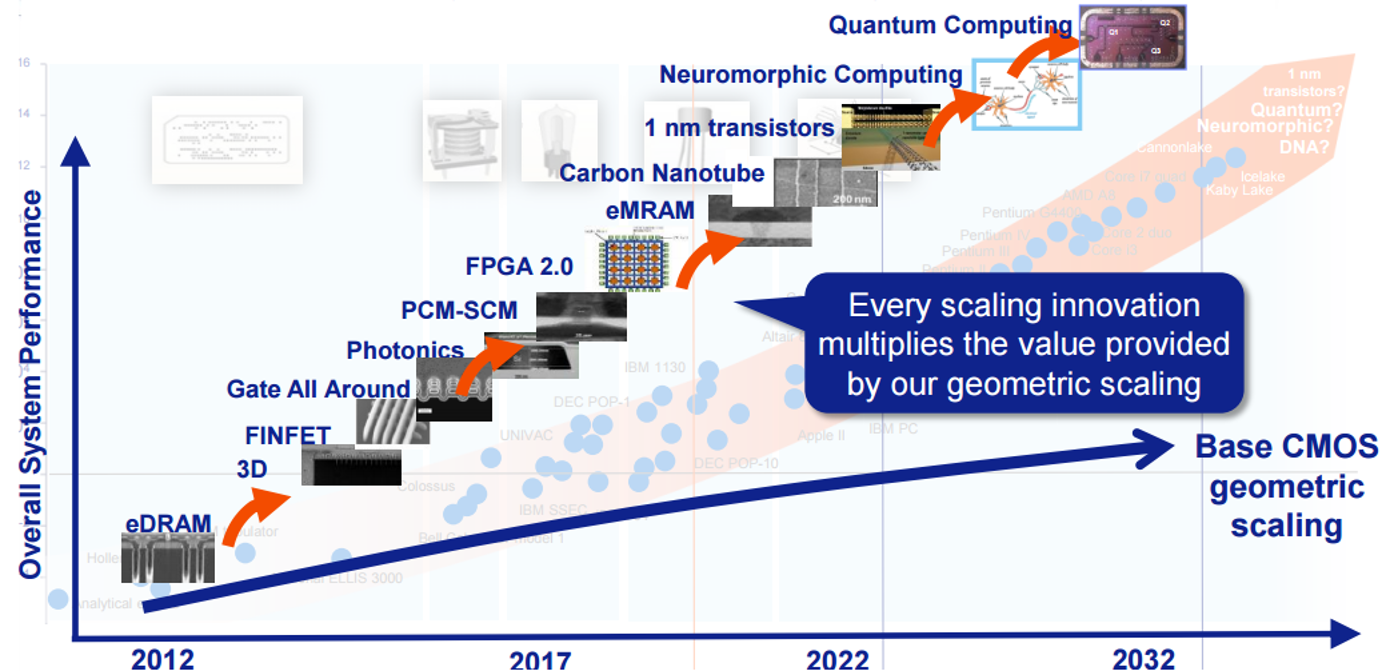 Quantum Computing
Q1
Q2
Q3
Neuromorphic Computing
1 nm
transistors?
Quantum?
Neuromorphic?
DNA?
1 nm transistors
Cannonlake
Carbon Nanotube
200 nm
Core i7 quad
Icelake
Kaby Lake
AMD A8
eMRAM
Pentium G4400
Pentium IV
Core 2 duo
Pentium III
Core i3
FPGA 2.0
Pentium II
PCM-SCM
Every scaling innovation
multiplies the value provided
by our geometric scaling
Altair
Photonics
IBM 1130
Gate All Around
DEC POP-1
FINFET
UNIVAC
Apple II
IBM PC
3D
DEC POP-10
Base CMOS
geometric
scaling
Colossus
IBM SSEC
eDRAM
Model 1
ELLIS 3000
Analytical
16
14
12
Overall System Performance
2012
2017
2022
2032